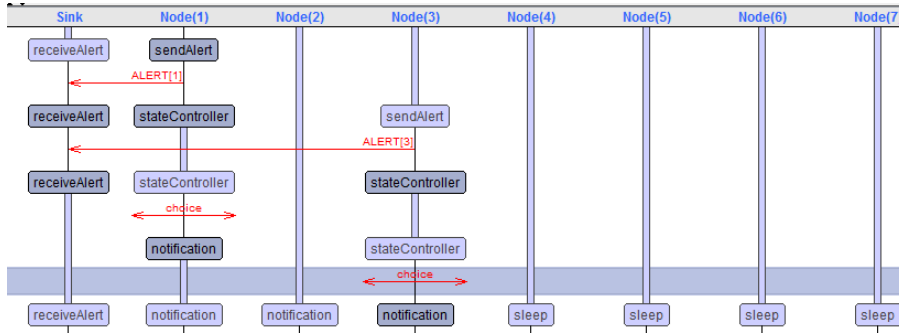 Sink Node(1) Node(2) Node(3) Node(4) Node(5) Node(6) Node(7
receiveAlert sendAlert
ALERT[1]
receiveAlert stateController sendAlert
ALERT[3]
receiveAlert stateController stateController
choice
notification stateController
choice
receiveAlert notification notification notification sleep sleep sleep sleep